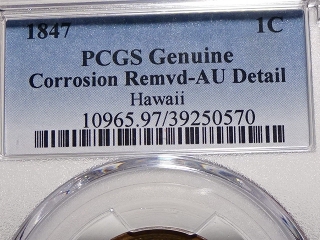 1847 1C
PCGS Genuine
Corrosion Remvd-AU Detail
Hawaii
10965.97/39250570